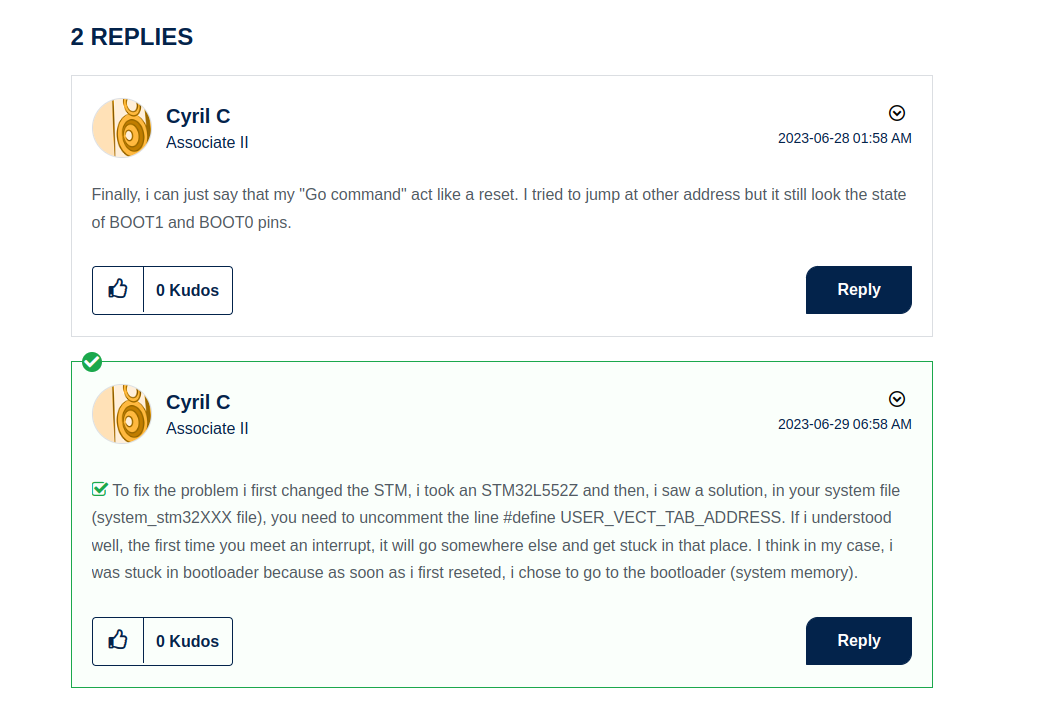 2 REPLIES
Cyril C
Associate II
2023-06-28 01:58 AM
Finally, i can just say that my "Go command" act like a reset. I tried to jump at other address but it still look the state
of BOOT1 and BOOT0 pins.
0 Kudos
Reply
Cyril C
Associate II
2023-06-29 06:58 AM
To fix the problem i first changed the STM, i took an STM32L552Z and then, i saw a solution, in your system file
(system_stm32XXX file), you need to uncomment the line #define USER_VECT_TAB_ADDRESS. If i understood
well, the first time you meet an interrupt, it will go somewhere else and get stuck in that place. I think in my case, i
was stuck in bootloader because as soon as i first reseted, i chose to go to the bootloader (system memory).
0 Kudos
Reply